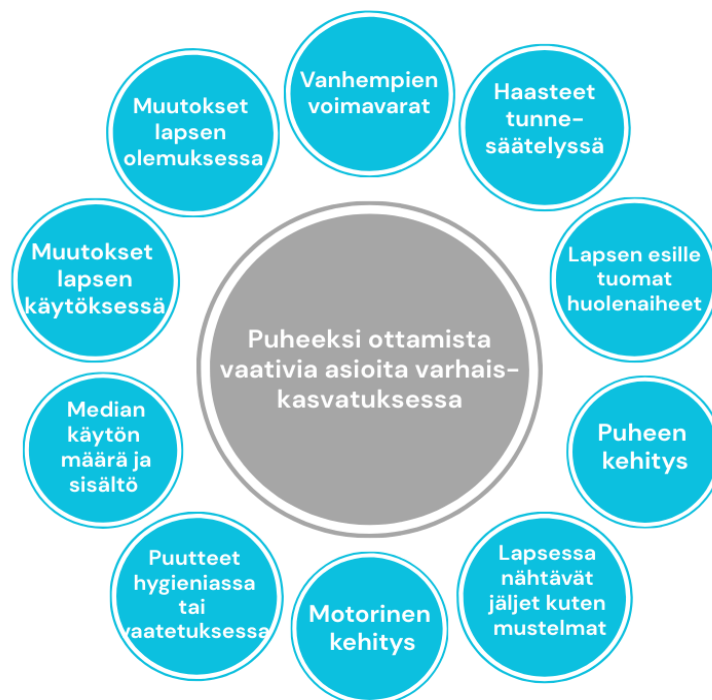 Vanhempien
voimavarat
Haasteet
tunne-
säätelyssä
Lapsen esille
tuomat
huolenaiheet
Puheen
kehitys
Lapsessa
nähtävät
jäljet kuten
mustelmat
Motorinen
kehitys
Puutteet
hygieniassa
tai
vaatetuksessa
Median
käytön
määrä ja
sisältö
Muutokset
lapsen
käytöksessä
Muutokset
lapsen
olemuksessa
Puheeksi ottamista
vaativia asioita varhais-
kasvatuksessa